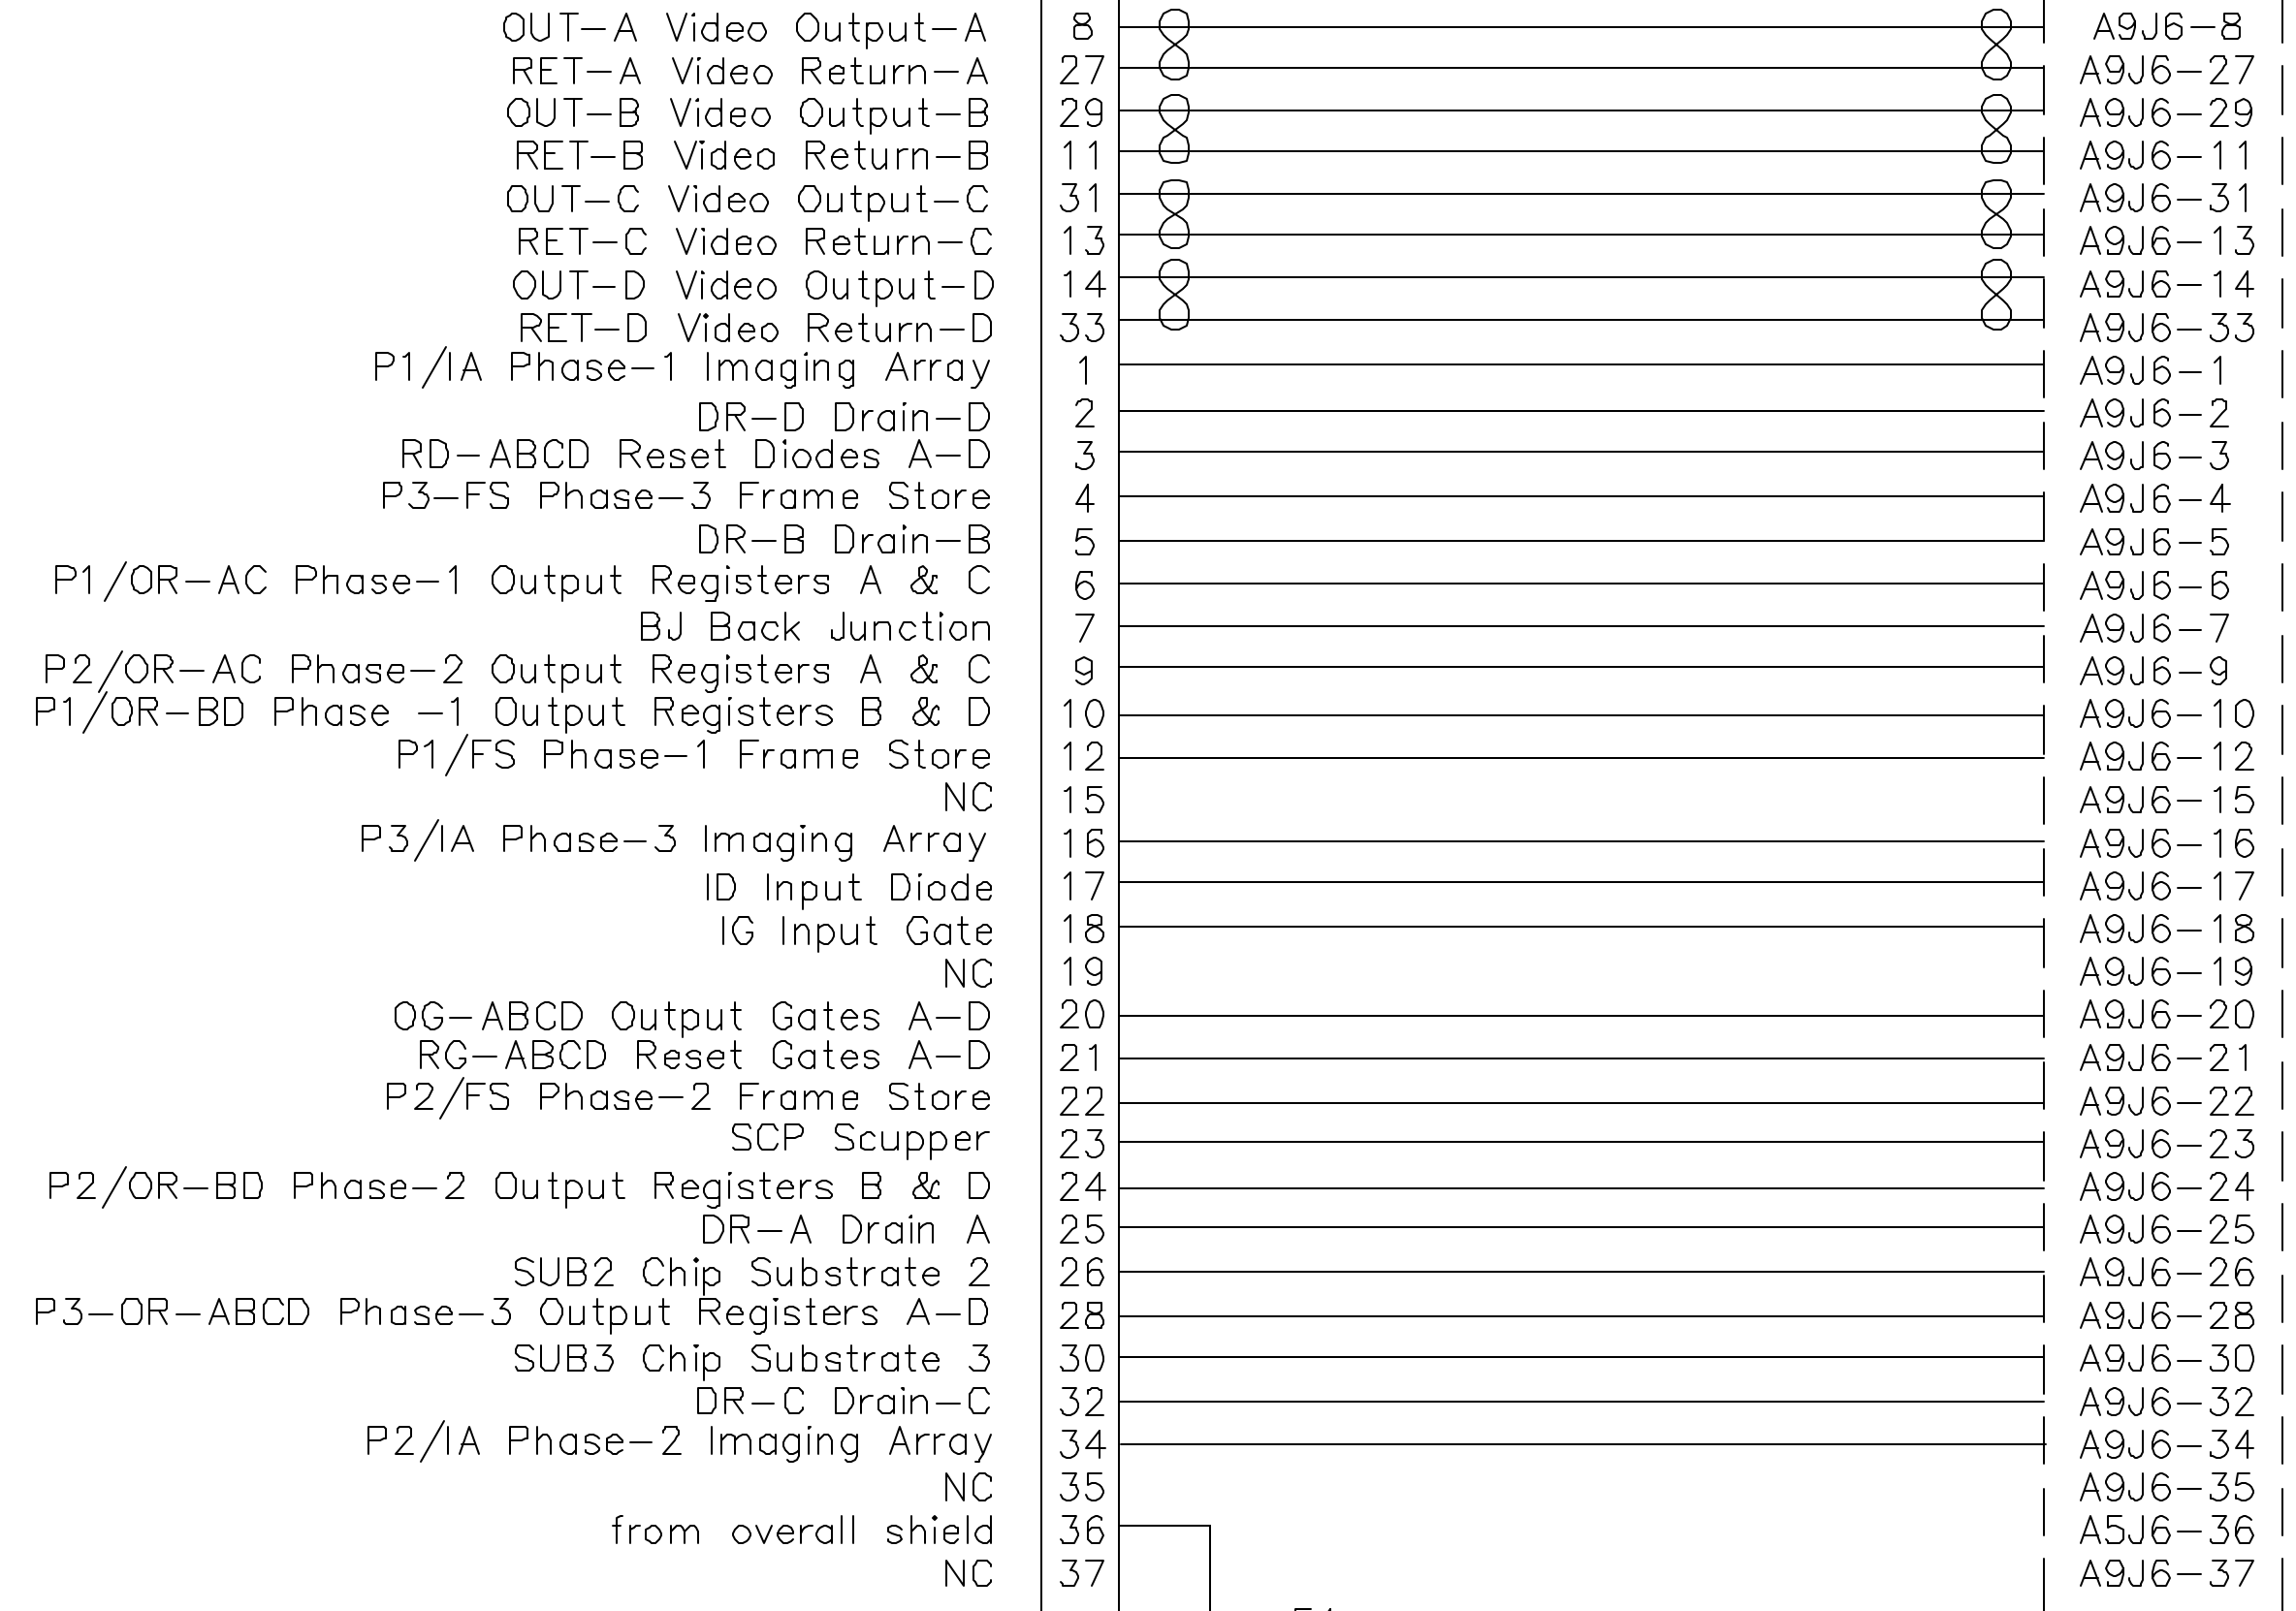 OUT-A Video Output-A 8 A9J6-8
RET-A Video Return-A 27 A9J6-27
OUT-B Video Output-B 29 A9J6-29
RET-B Video Return-B 11 A9J6-11
OUT-C Video Output-C 31 A9J6-31
RET-C Video Return-C 13 A9J6-13
OUT-D Video Output-D 14 A9J6-14
RET-D Video Return-D 33 A9J6-33
P1/IA Phase-1 Imaging Array 1 A9J6-1
DR-D Drain-D 2 A9J6-2
RD-ABCD Reset Diodes A-D 3 A9J6-3
P3-FS Phase-3 Frame Store 4 A9J6-4
DR-B Drain-B 5 A9J6-5
P1/OR-AC Phase-1 Output Registers A & C 6 A9J6-6
BJ Back Junction 7 A9J6-7
P2/OR-AC Phase-2 Output Registers A & C 9 A9J6-9
P1/OR-BD Phase -1 Output Registers B & D 10 A9J6-10
P1/FS Phase-1 Frame Store 12 A9J6-12
NC 15 A9J6-15
P3/IA Phase-3 Imaging Array 16 A9J6-16
ID Input Diode 17 A9J6-17
IG Input Gate 18 A9J6-18
NC 19 A9J6-19
OG-ABCD Output Gates A-D 20 A9J6-20
RG-ABCD Reset Gates A-D 21 A9J6-21
P2/FS Phase-2 Frame Store 22 A9J6-22
SCP Scupper 23 A9J6-23
P2/OR-BD Phase-2 Output Registers B & D 24 A9J6-24
DR-A Drain A 25 A9J6-25
SUB2 Chip Substrate 2 26 A9J6-26
P3-OR-ABCD Phase-3 Output Registers A-D 28 A9J6-28
SUB3 Chip Substrate 3 30 A9J6-30
DR-C Drain-C 32 A9J6-32
P2/IA Phase-2 Imaging Array 34 A9J6-34
NC 35 A9J6-35
from overall shield 36 A5J6-36
NC 37 A9J6-37